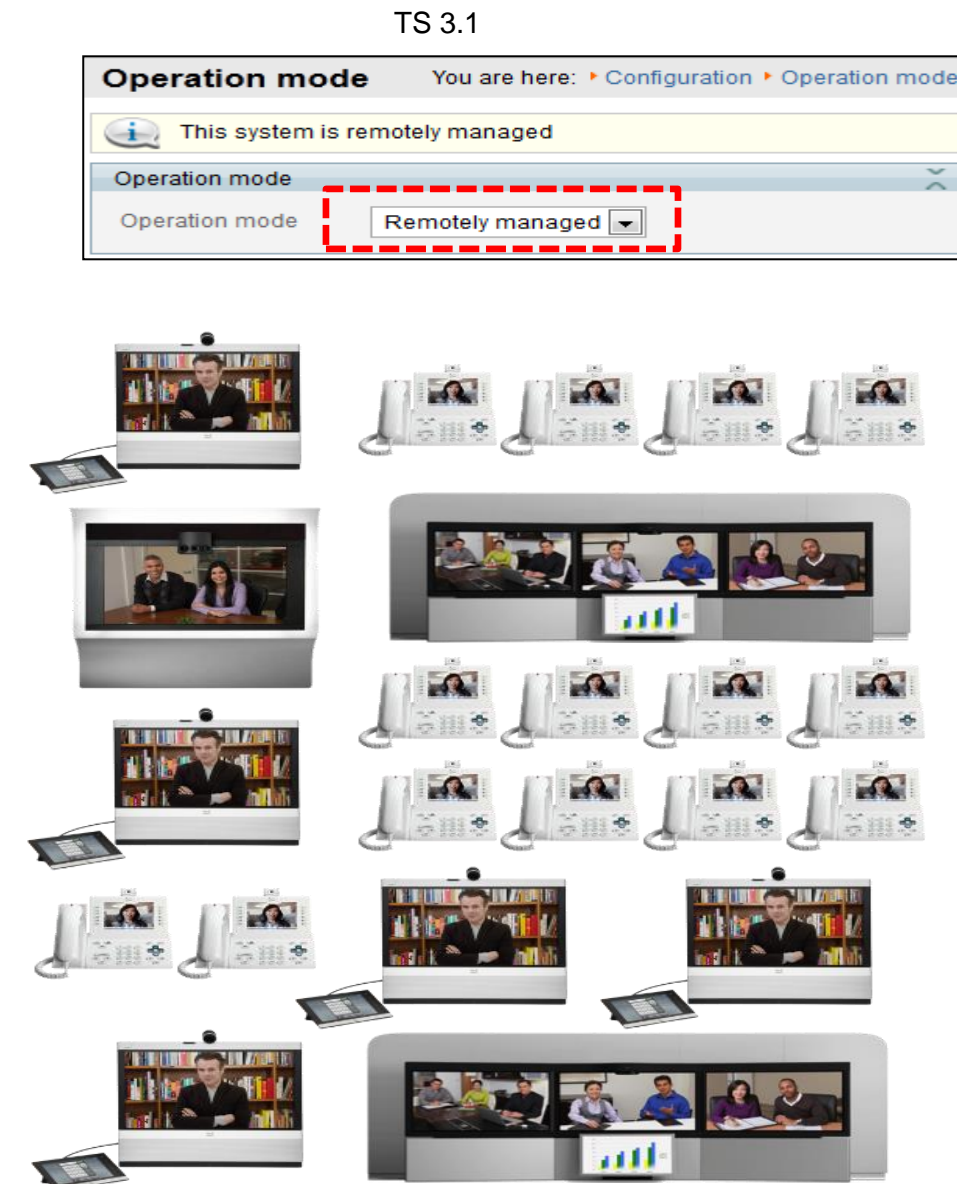 TS 3.1
Operation mode You are here: Configuration Operation mode
This system is remotely managed
Operation mode
Operation mode Remotely managed